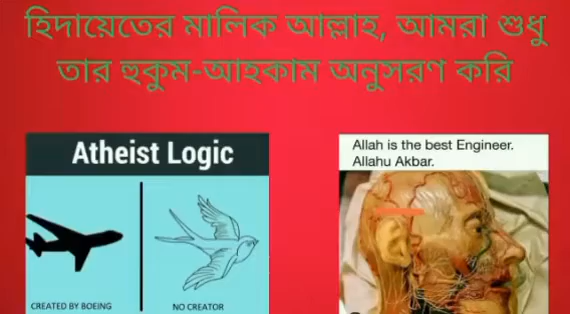 হিদায়েতের মালিক আল্লাহ, আমরা শুধু
তার হুকুম-আহকাম অনুসরণ করি
Atheist Logic
CREATED BY BOEING
NO CREATOR
Allah is the best Engineer.
Allahu Akbar.